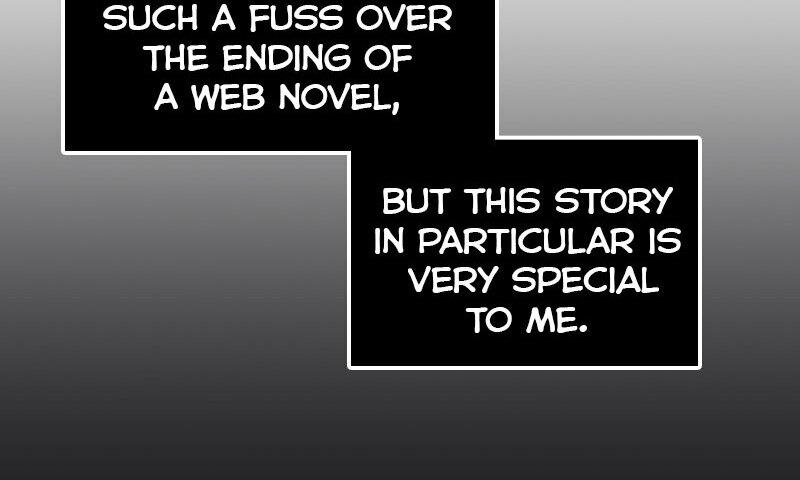 SUCH A FUSS OVER
THE ENDING OF
A WEB NOVEL,
BUT THIS STORY
IN PARTICULAR IS
VERY SPECIAL
TO ME.